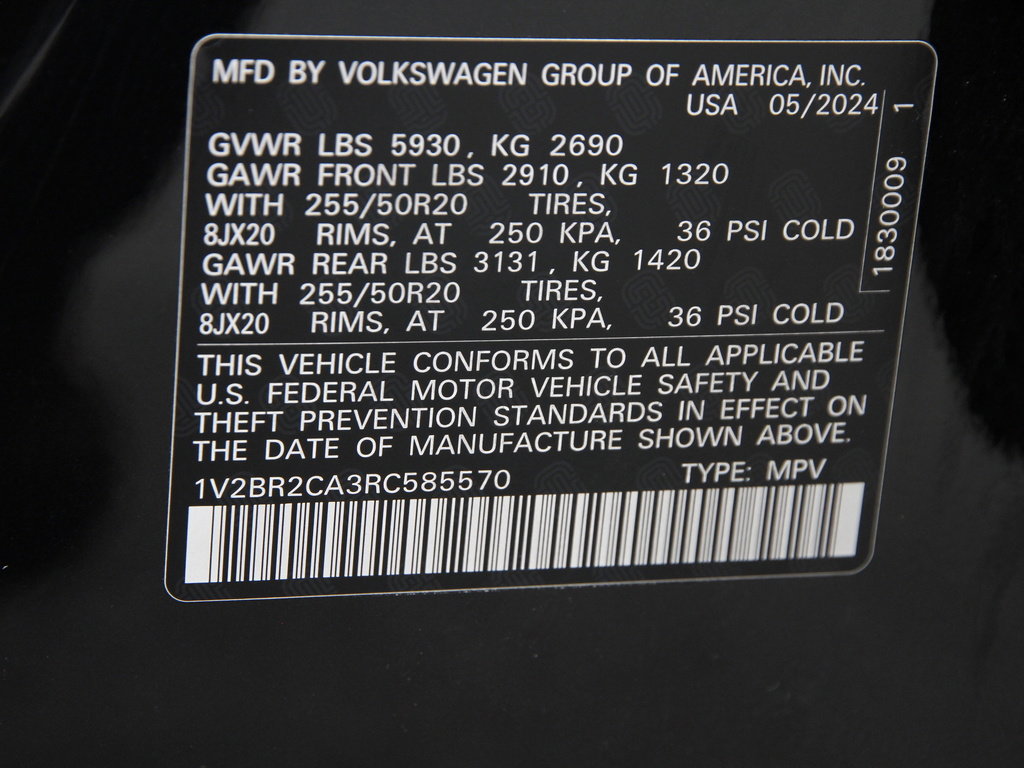 MFD BY VOLKSWAGEN GROUP OF AMERICA, INC.
USA 05/2024
GVWR LBS 5930, KG 2690
GAWR FRONT LBS 2910, KG 1320
WITH 255/50R20 TIRES,
8JX20 RIMS, AT 250 KPA, 36 PSI COLD
GAWR REAR LBS 3131, KG 1420
WITH 255/50R20 TIRES,
8JX20 RIMS, AT 250 KPA, 36 PSI COLD
THIS VEHICLE CONFORMS TO ALL APPLICABLE
U.S. FEDERAL MOTOR VEHICLE SAFETY AND
THEFT PREVENTION STANDARDS IN EFFECT ON
THE DATE OF MANUFACTURE SHOWN ABOVE.
1V2BR2CA3RC585570 TYPE: MPV
1830009 1